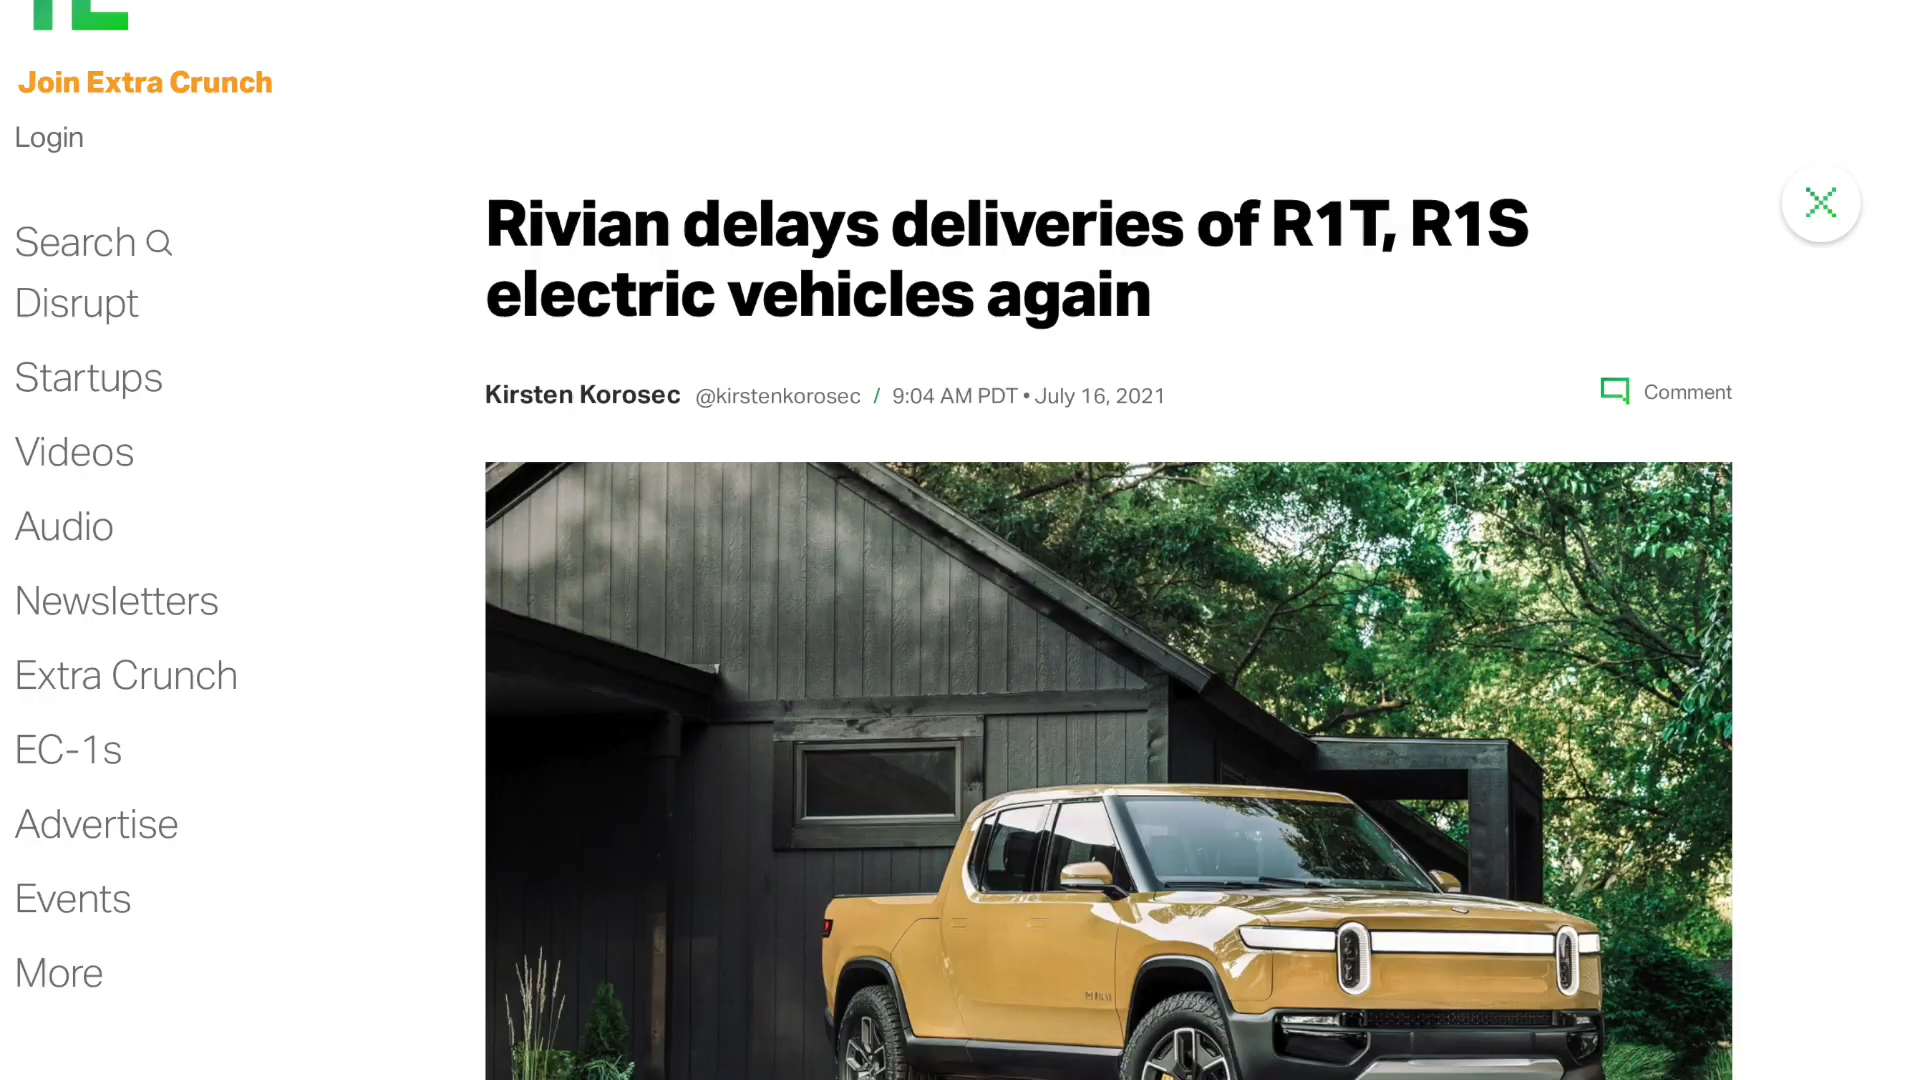 Join Extra Crunch
Login
Search
Disrupt
Startups
Videos
Audio
Newsletters
Extra Crunch
EC-1s
Advertise
Events
More
Rivian delays deliveries of R1T, R1S
electric vehicles again
Kirsten Korosec @kirstenkorosec / 9:04 AM PDT • July 16, 2021
Comment